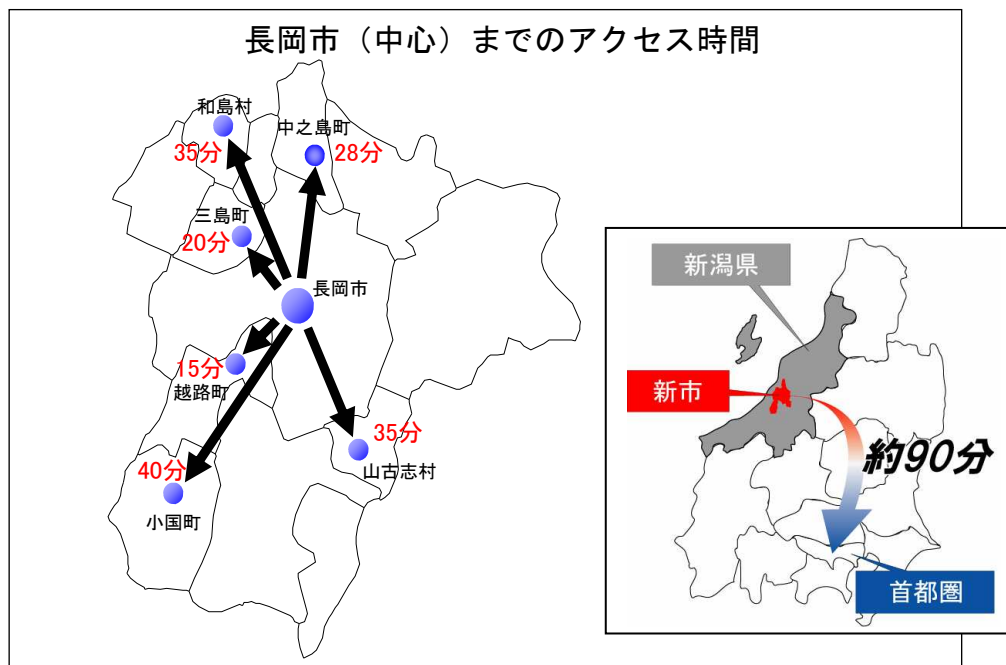 長岡市（中心）までのアクセス時間
和島村
35分
中之島町
28分
三島町
20分
長岡市
15分
越路町
35分
山古志村
40分
小国町
新潟県
新市
約90分
首都圏